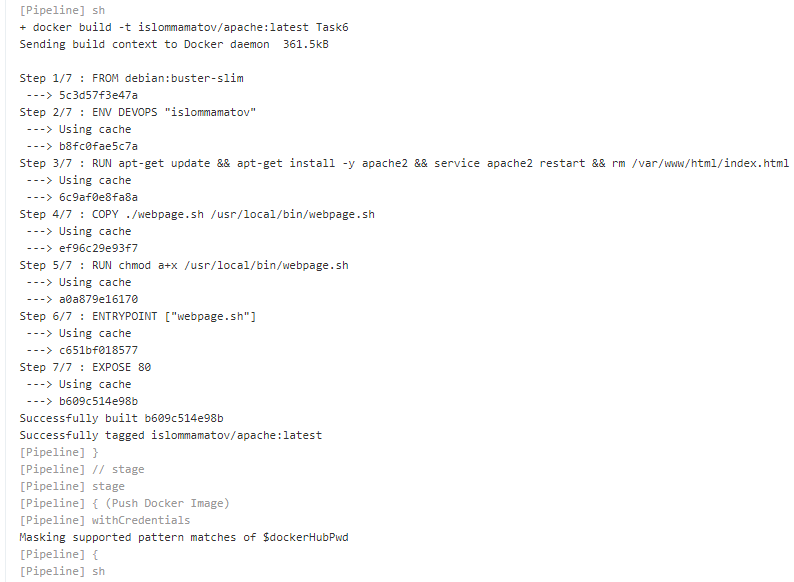 [Pipeline] sh
+ docker build -t islommamatov/apache:latest Task6
Sending build context to Docker daemon  361.5kB
Step 1/7 : FROM debian:buster-slim
 ---> 5c3d57f3e47a
Step 2/7 : ENV DEVOPS "islommamatov"
 ---> Using cache
 ---> b8fc0fae5c7a
Step 3/7 : RUN apt-get update && apt-get install -y apache2 && service apache2 restart && rm /var/www/html/index.html
 ---> Using cache
 ---> 6c9af0e8fa8a
Step 4/7 : COPY ./webpage.sh /usr/local/bin/webpage.sh
 ---> Using cache
 ---> ef96c29e93f7
Step 5/7 : RUN chmod a+x /usr/local/bin/webpage.sh
 ---> Using cache
 ---> a0a879e16170
Step 6/7 : ENTRYPOINT ["webpage.sh"]
 ---> Using cache
 ---> c651bf018577
Step 7/7 : EXPOSE 80
 ---> Using cache
 ---> b609c514e98b
Successfully built b609c514e98b
Successfully tagged islommamatov/apache:latest
[Pipeline] }
[Pipeline] // stage
[Pipeline] stage
[Pipeline] { (Push Docker Image)
[Pipeline] withCredentials
Masking supported pattern matches of $dockerHubPwd
[Pipeline] {
[Pipeline] sh